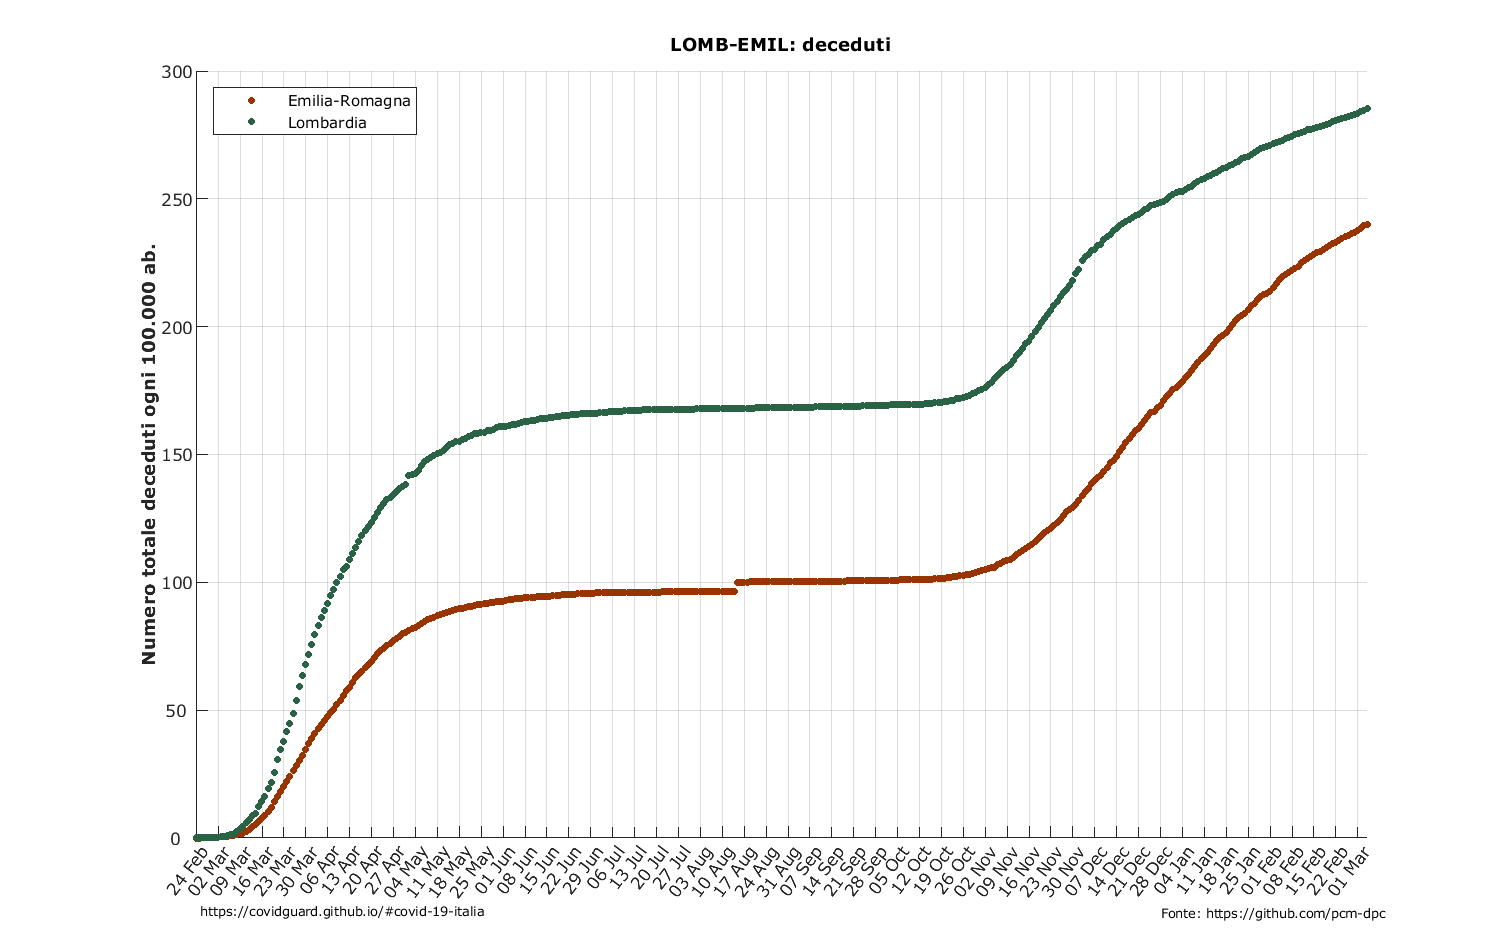 LOMB-EMIL: deceduti
Emilia-Romagna
Lombardia
Numero totale deceduti ogni 100.000 ab.
300
250
200
150
100
50
0
24 Feb
02 Mar
09 Mar
16 Mar
23 Mar
30 Mar
06 Apr
13 Apr
20 Apr
27 Apr
04 May
11 May
18 May
25 May
01 Jun
08 Jun
15 Jun
22 Jun
29 Jun
06 Jul
13 Jul
20 Jul
27 Jul
03 Aug
10 Aug
17 Aug
24 Aug
31 Aug
07 Sep
14 Sep
21 Sep
28 Sep
05 Oct
12 Oct
19 Oct
26 Oct
02 Nov
09 Nov
16 Nov
23 Nov
30 Nov
07 Dec
14 Dec
21 Dec
28 Dec
04 Jan
11 Jan
18 Jan
25 Jan
01 Feb
08 Feb
15 Feb
22 Feb
01 Mar
https://covidguard.github.io/#covid-19-italia
Fonte: https://github.com/pcm-dpc